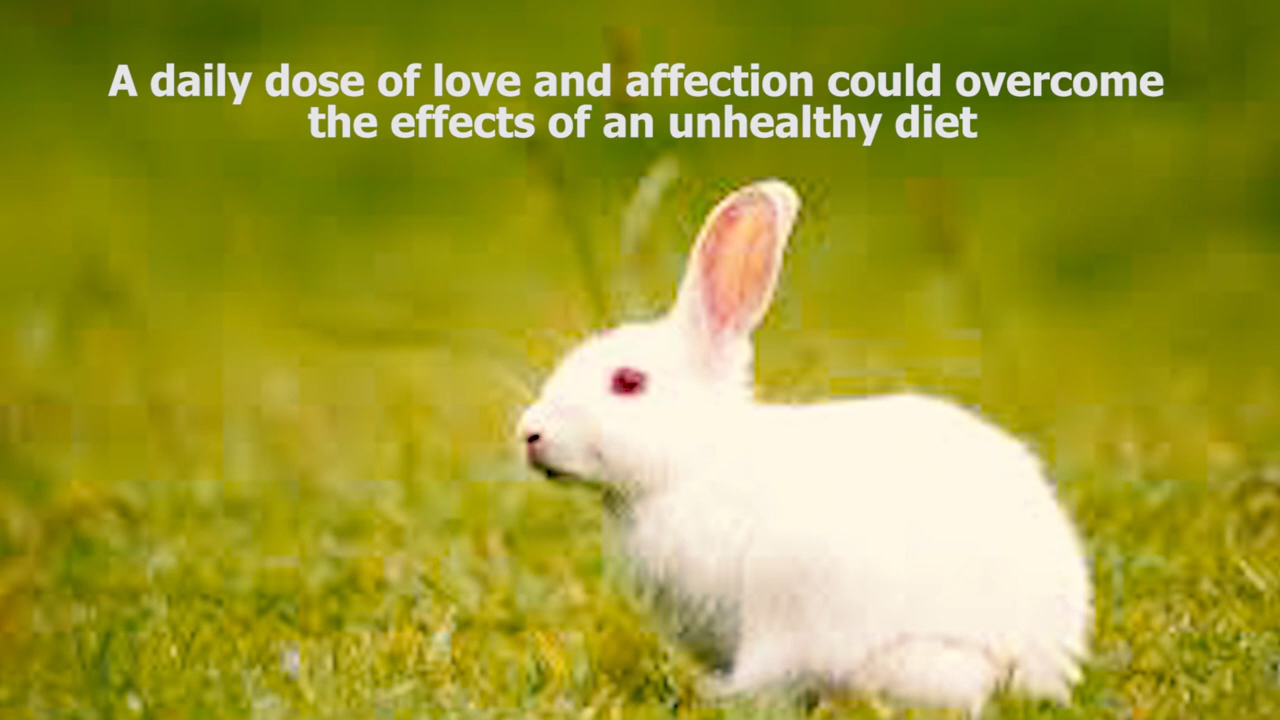 A daily dose of love and affection could overcome
the effects of an unhealthy diet